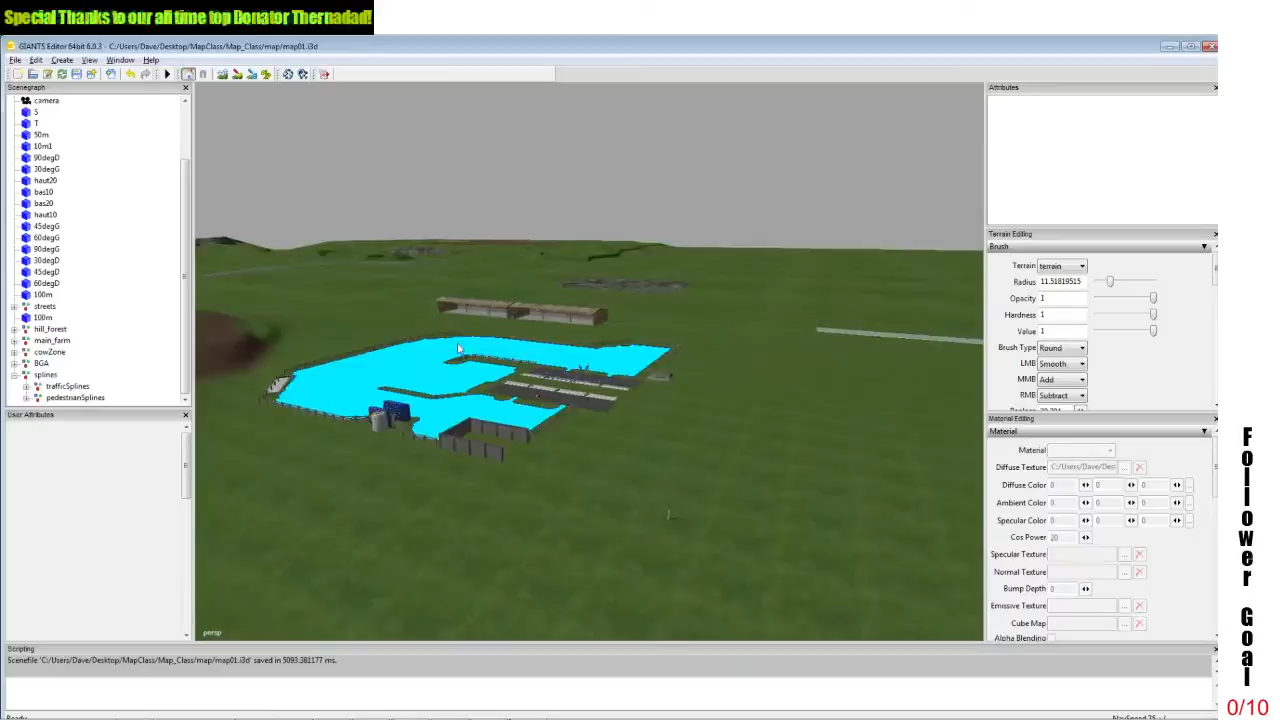 Special Thanks to our all time top Donator Thernadad!
GIANTS Editor 64bit 6.0.3 - C:/Users/Dave/Desktop/MapClass/Map_Class/map/map01.i3d
File Edit Create View Window Help
Scenegraph
camera
S
T
50m
10m1
90degD
30degG
haut20
bas10
bas20
haut10
45degG
60degG
90degG
30degD
45degD
60degD
100m
streets
100m
hill_forest
main_farm
cowZone
BGA
splines
trafficSplines
pedestrianSplines
User Attributes
persp
Attributes
Terrain Editing
Brush
Terrain terrain
Radius 11.51819515
Opacity 1
Hardness 1
Value 1
Brush Type Round
LMB Smooth
MMB Add
RMB Subtract
Material Editing
Material
Material
Diffuse Texture C:/Users/Dave/Des
Diffuse Color 0 0 0
Ambient Color 0 0 0
Specular Color 0 0 0
Cos Power 20
Specular Texture
Normal Texture
Bump Depth 0
Emissive Texture
Cube Map
Alpha Blending
Scripting
Scenefile 'C:/Users/Dave/Desktop/MapClass/Map_Class/map/map01.i3d' saved in 5093.381177 ms.
Ready
Follower Goal
0/10